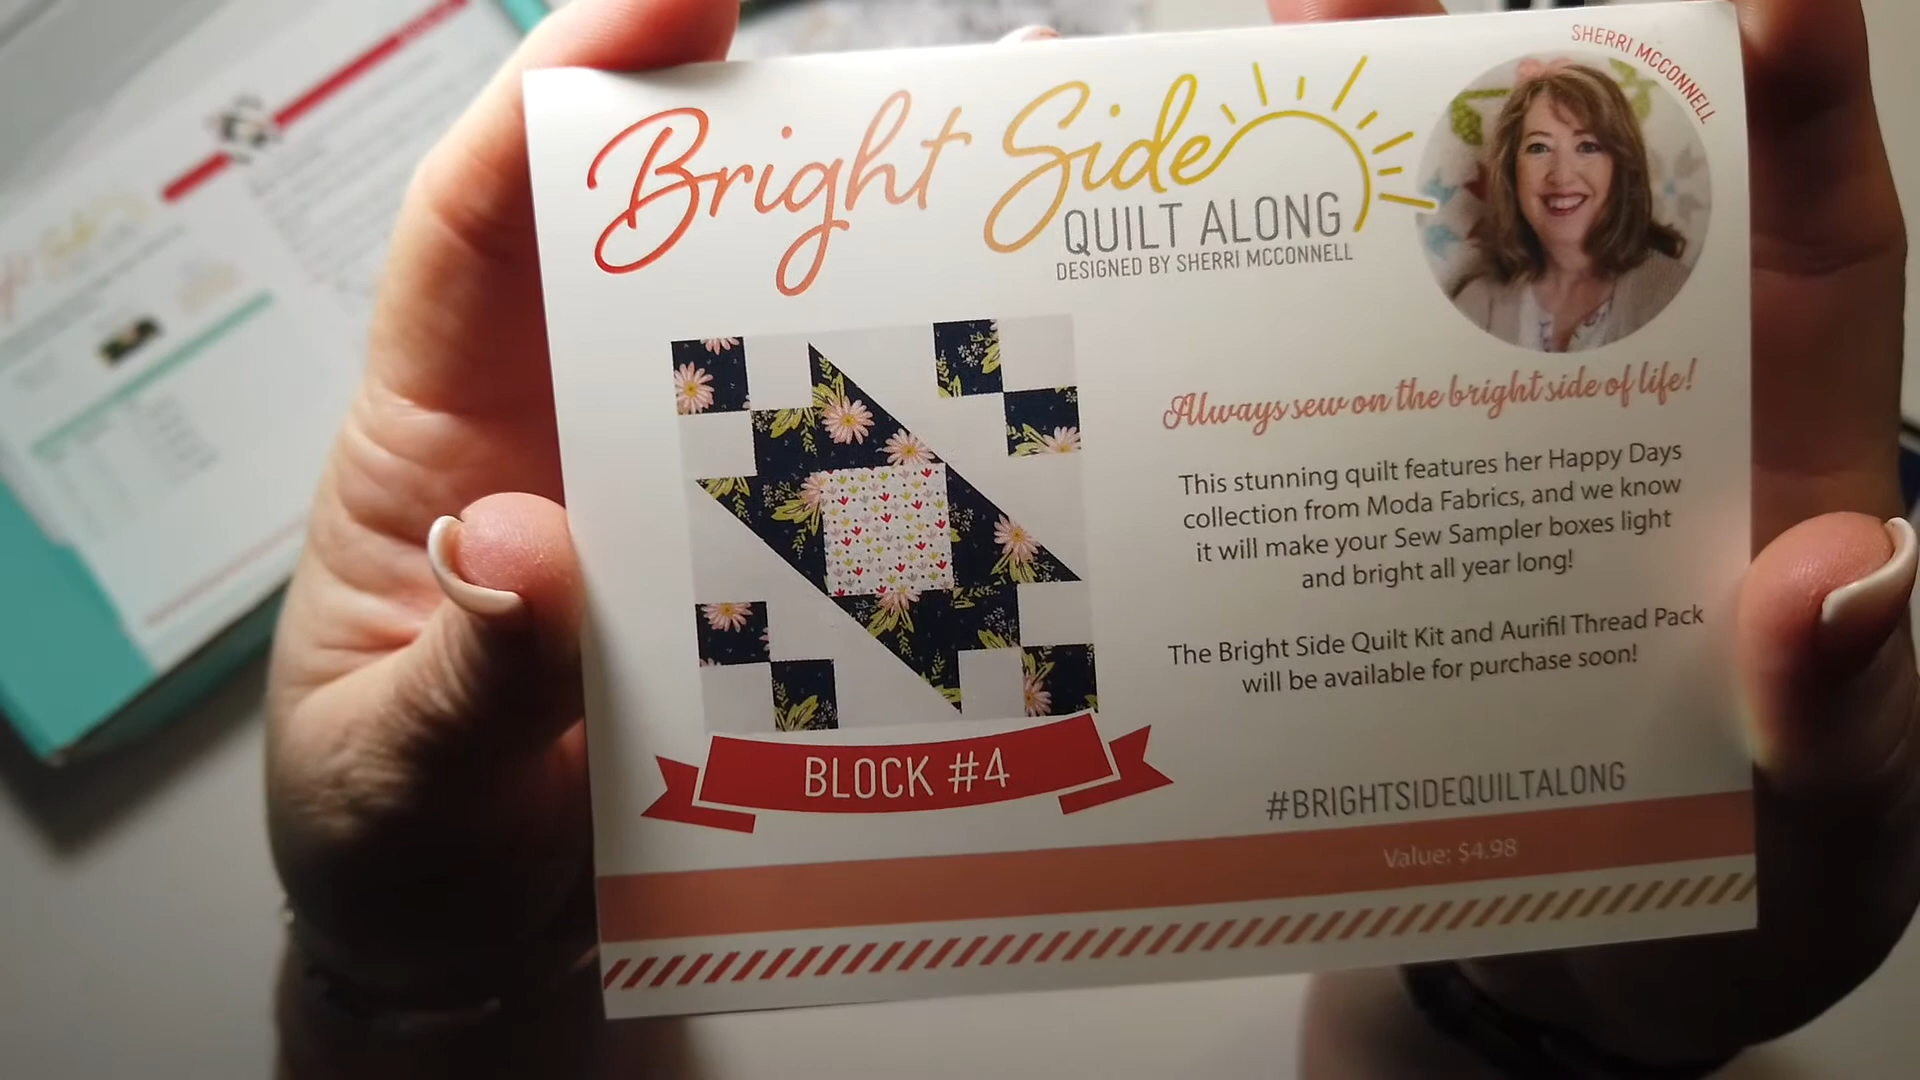 Bright Side
QUILT ALONG
DESIGNED BY SHERRI MCCONNELL
SHERRI MCCONNELL
Always sew on the bright side of life!
This stunning quilt features her Happy Days
collection from Moda Fabrics, and we know
it will make your Sew Sampler boxes light
and bright all year long!
The Bright Side Quilt Kit and Aurifil Thread Pack
will be available for purchase soon!
BLOCK #4
#BRIGHTSIDEQUILTALONG
Value: $4.98